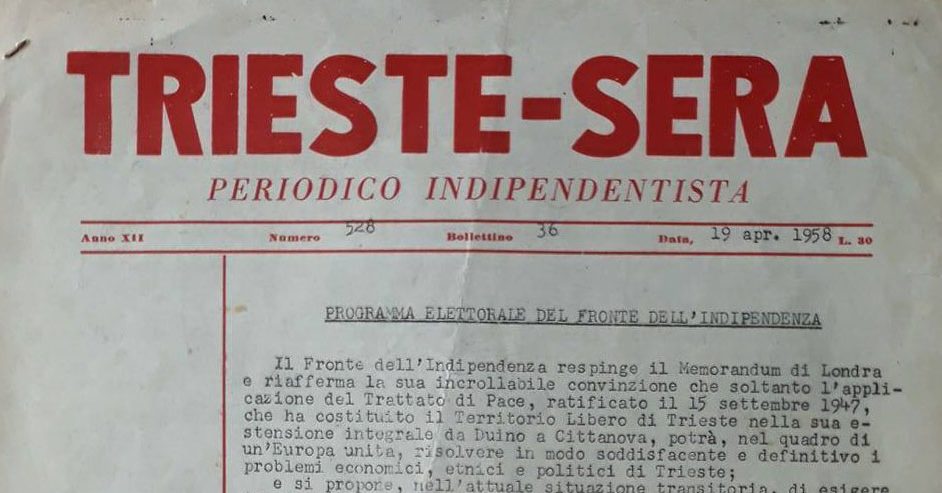 TRIESTE-SERA
PERIODICO INDIPENDENTISTA
Anno XII Numero 528 Bollettino 36 Data, 19 apr. 1958 L. 30
PROGRAMMA ELETTORALE DEL FRONTE DELL'INDIPENDENZA
Il Fronte dell'Indipendenza respinge il Memorandum di Londra
e riafferma la sua incrollabile convinzione che soltanto l'appli-
cazione del Trattato di Pace, ratificato il 15 settembre 1947,
che ha costituito il Territorio Libero di Trieste nella sua e-
stensione integrale da Duino a Cittanova, potrà, nel quadro di
un'Europa unita, risolvere in modo soddisfacente e definitivo i
problemi economici, etnici e politici di Trieste;
e si propone, nell'attuale situazione transitoria, di esigere